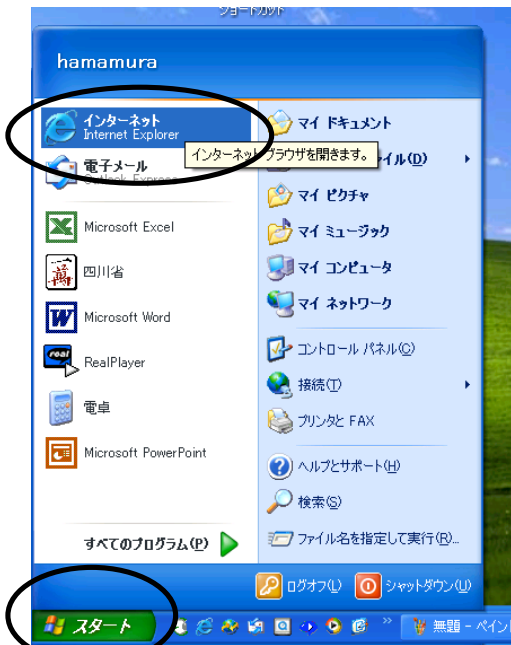 ショートカット
hamamura
インターネット
Internet Explorer
インターネット ブラウザを開きます。
電子メール
Outlook Express
Microsoft Excel
四川省
Microsoft Word
real
RealPlayer
電卓
Microsoft PowerPoint
すべてのプログラム(P)
マイ ドキュメント
イル(D)
マイ ピクチャ
マイ ミュージック
マイ コンピュータ
マイ ネットワーク
コントロール パネル(C)
接続(T)
プリンタと FAX
ヘルプとサポート(H)
検索(S)
ファイル名を指定して実行(R)...
ログオフ(L)
シャットダウン(U)
スタート
無題 - ペイン